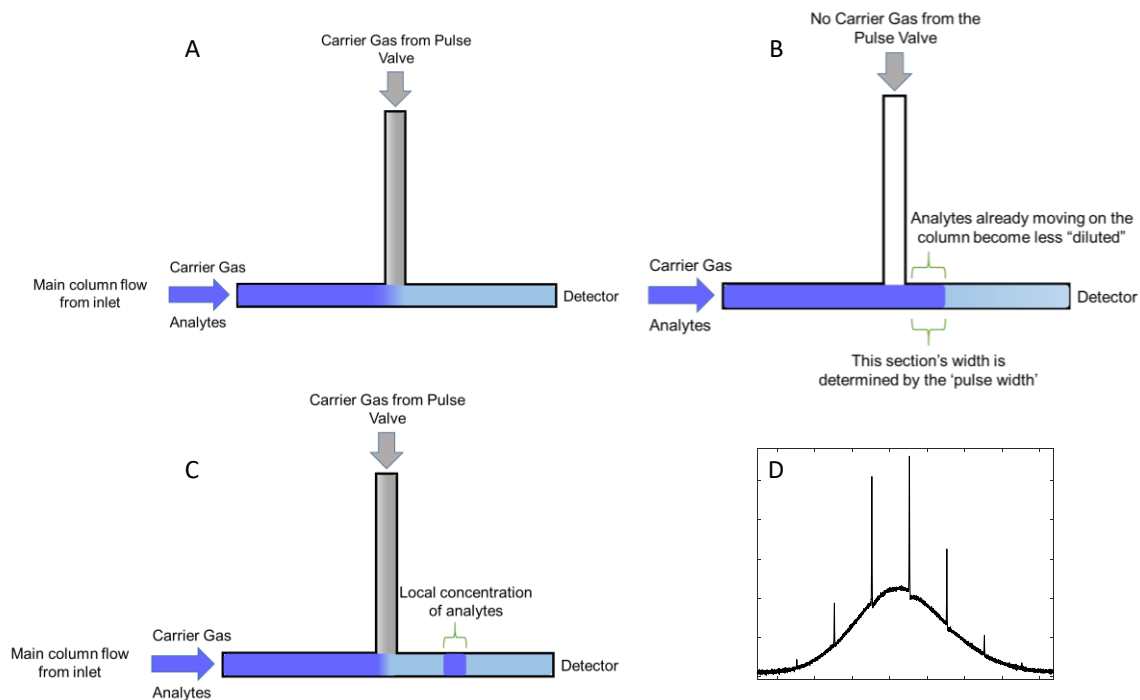 A
Carrier Gas from Pulse
Valve
Main column flow
from inlet
Carrier Gas
Analytes
Detector
B
No Carrier Gas from the
Pulse Valve
Analytes already moving on the
column become less “diluted”
Carrier Gas
Analytes
Detector
This section’s width is
determined by the ‘pulse width’
C
Carrier Gas from Pulse
Valve
Local concentration
of analytes
Main column flow
from inlet
Carrier Gas
Analytes
Detector
D